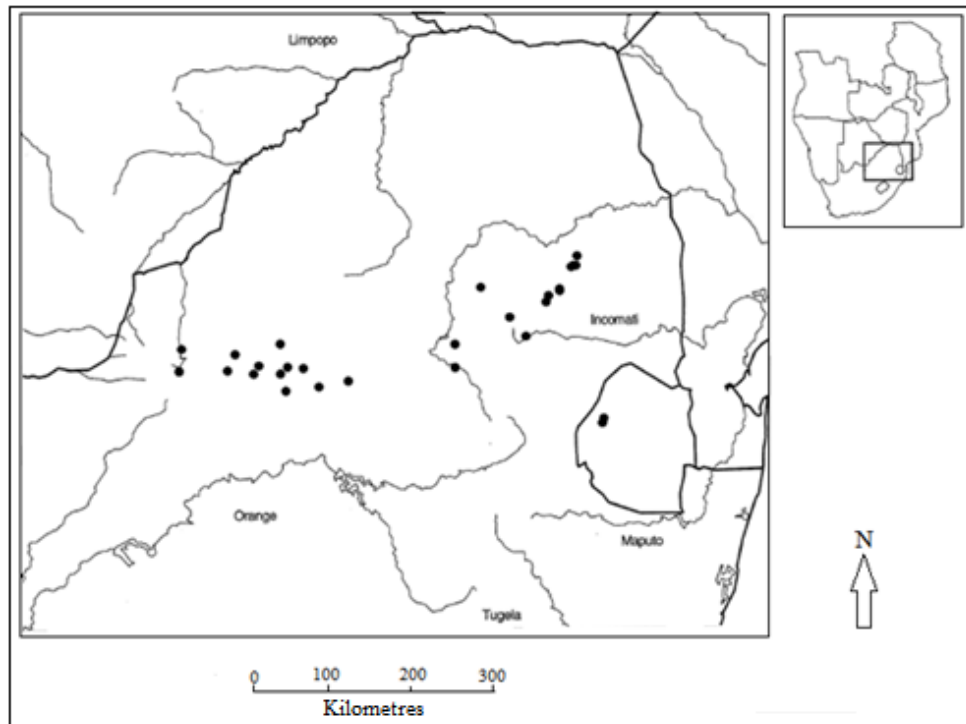 Limpopo
Incomati
Orange
Maputo
Tugela
N
0 100 200 300
Kilometres